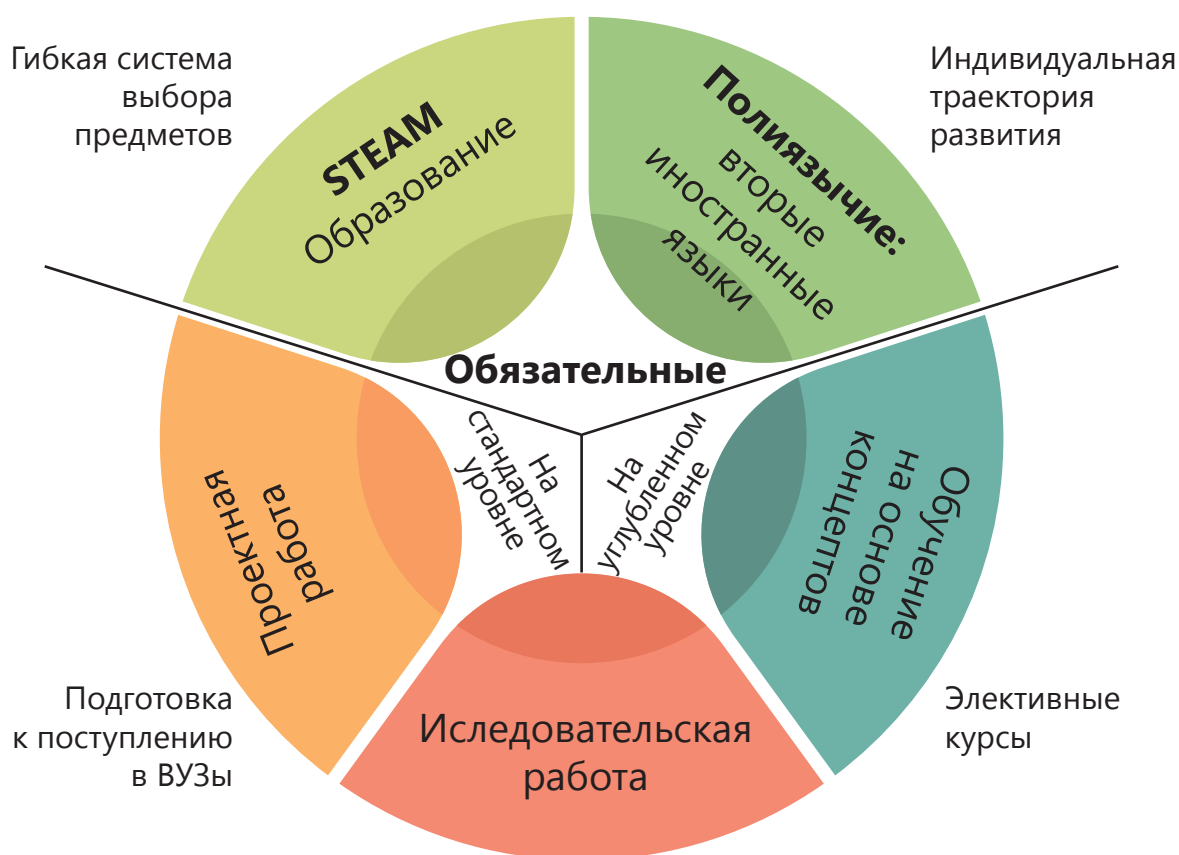 Гибкая система
выбора
предметов
STEAM
Образование
Полиязычие:
вторые
иностранные
языки
Индивидуальная
траектория
развития
Обязательные
На
стандартном
уровне
На
углубленном
уровне
Проектная
работа
Обучение
на основе
концептов
Подготовка
к поступлению
в ВУЗы
Иследовательская
работа
Элективные
курсы